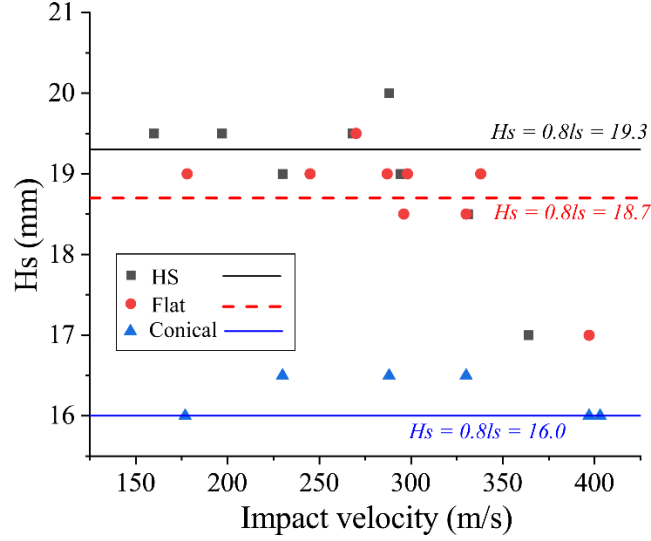 21
20
19
18
17
16
Hs (mm)
Hs = 0.8ls = 19.3
Hs = 0.8ls = 18.7
HS
Flat
Conical
Hs = 0.8ls = 16.0
150 200 250 300 350 400
Impact velocity (m/s)